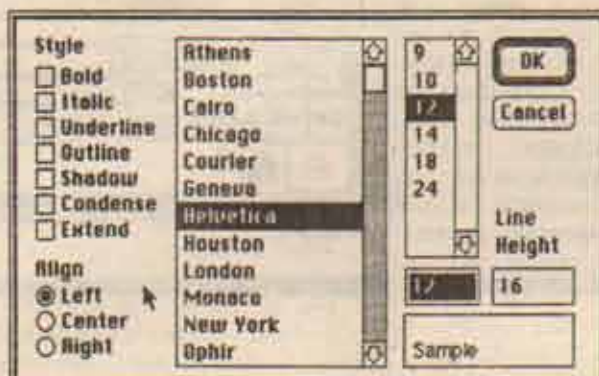 Style
Bold
Italic
Underline
Outline
Shadow
Condense
Extend
Align
Left
Center
Right
Athens
Boston
Cairo
Chicago
Courier
Geneva
Helvetica
Houston
London
Monaco
New York
Ophir
9
10
12
14
18
24
12
OK
Cancel
Line
Height
16
Sample